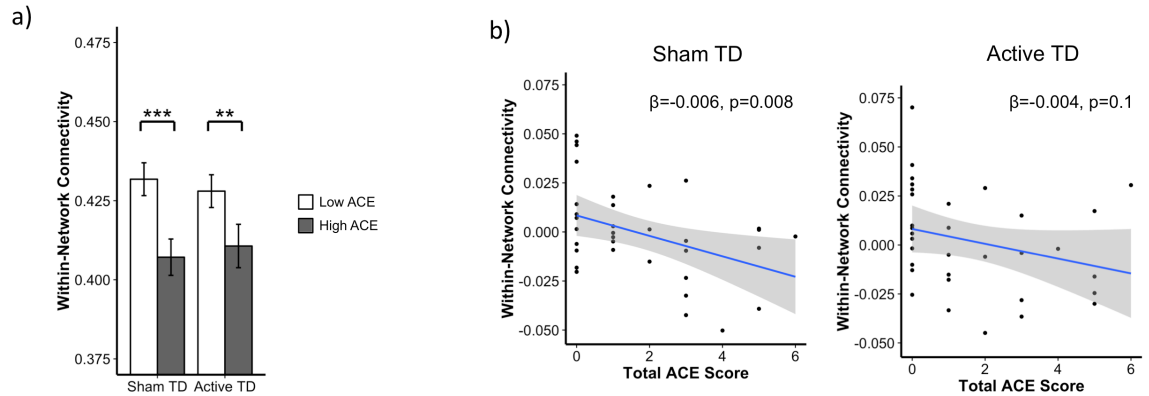 a)
0.475
0.450
0.425
0.400
0.375
Within-Network Connectivity
***
**
Sham TD
Active TD
Low ACE
High ACE
b)
Sham TD
β=-0.006, p=0.008
0.075
0.050
0.025
0.000
-0.025
-0.050
Within-Network Connectivity
0 2 4 6
Total ACE Score
Active TD
β=-0.004, p=0.1
0.075
0.050
0.025
0.000
-0.025
-0.050
Within-Network Connectivity
0 2 4 6
Total ACE Score